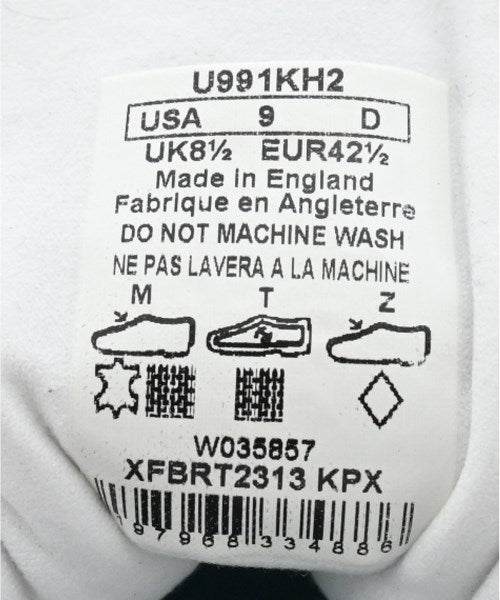 U991KH2
USA 9 D
UK8½ EUR42½
Made in England
Fabrique en Angleterre
DO NOT MACHINE WASH
NE PAS LAVERA A LA MACHINE
M T Z
W035857
XFBRT2313 KPX
197968334886